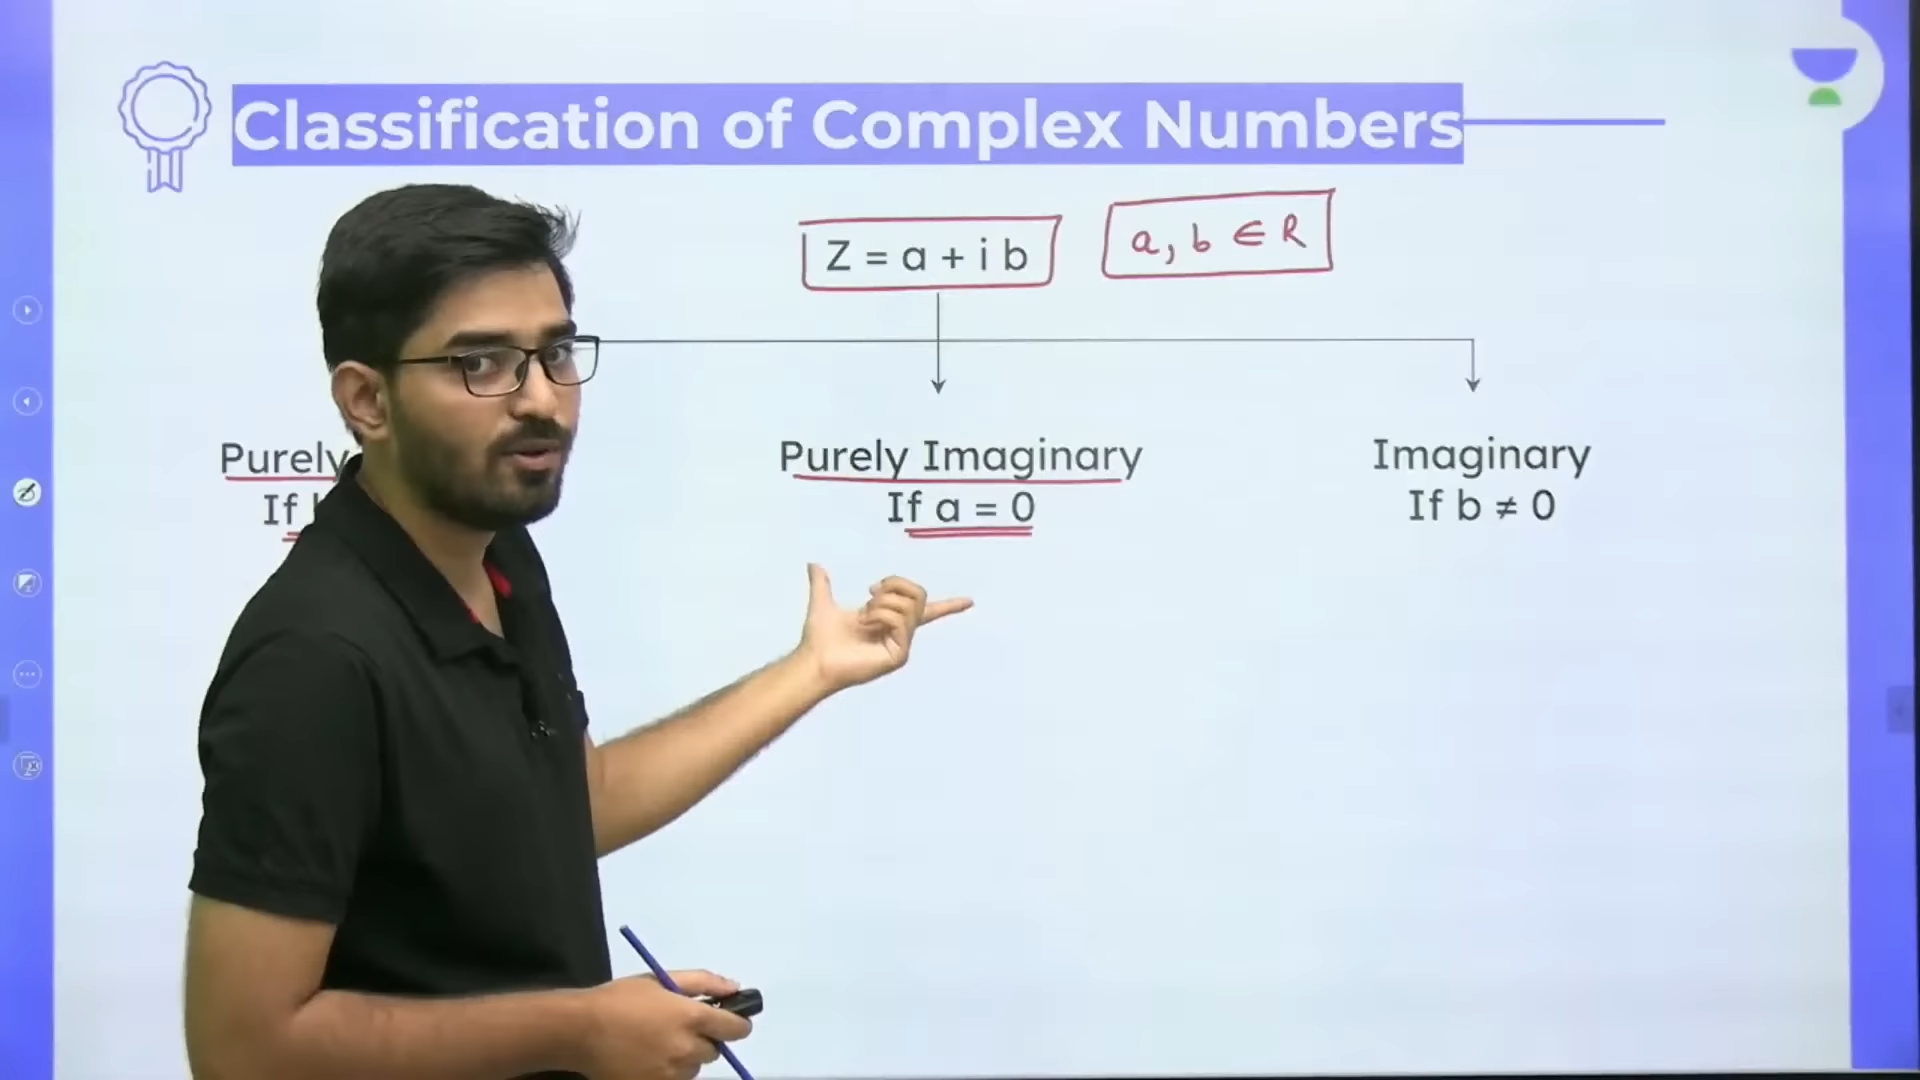 Classification of Complex Numbers
Z = a + i b
a, b ∈ R
Purely
If
Purely Imaginary
If a = 0
Imaginary
If b ≠ 0